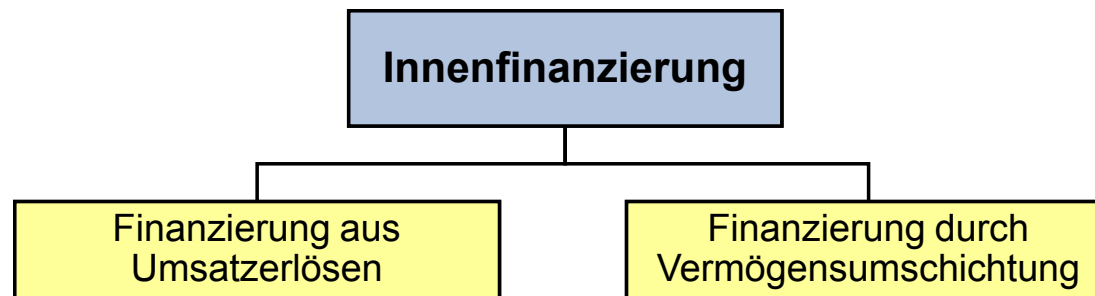 Innenfinanzierung
Finanzierung aus
Umsatzerlösen
Finanzierung durch
Vermögensumschichtung